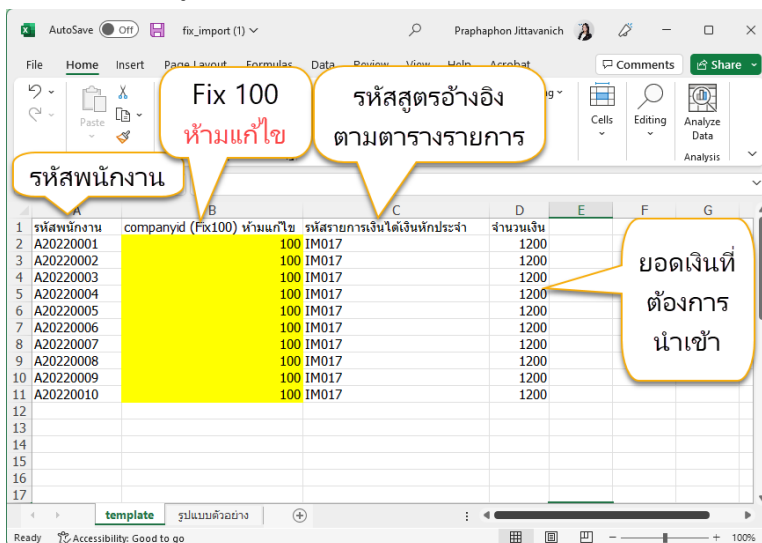 AutoSave Off fix_import (1) Praphaphon Jittavanich
File Home Insert Page Layout Formulas Data Review View Help Acrobat Comments Share
Paste
Cells
Editing
Analyze
Data
Analysis
Fix 100
ห้ามแก้ไข
รหัสสูตรอ้างอิง
ตามตารางรายการ
รหัสพนักงาน
A B C D E F G
1 รหัสพนักงาน companyid (Fix100) ห้ามแก้ไข รหัสรายการเงินได้เงินหักประจำ จำนวนเงิน
2 A20220001 100 IM017 1200
3 A20220002 100 IM017 1200
4 A20220003 100 IM017 1200
5 A20220004 100 IM017 1200
6 A20220005 100 IM017 1200
7 A20220006 100 IM017 1200
8 A20220007 100 IM017 1200
9 A20220008 100 IM017 1200
10 A20220009 100 IM017 1200
11 A20220010 100 IM017 1200
12
13
14
15
16
17
ยอดเงินที่
ต้องการ
นำเข้า
template รูปแบบตัวอย่าง
Ready Accessibility: Good to go 100%